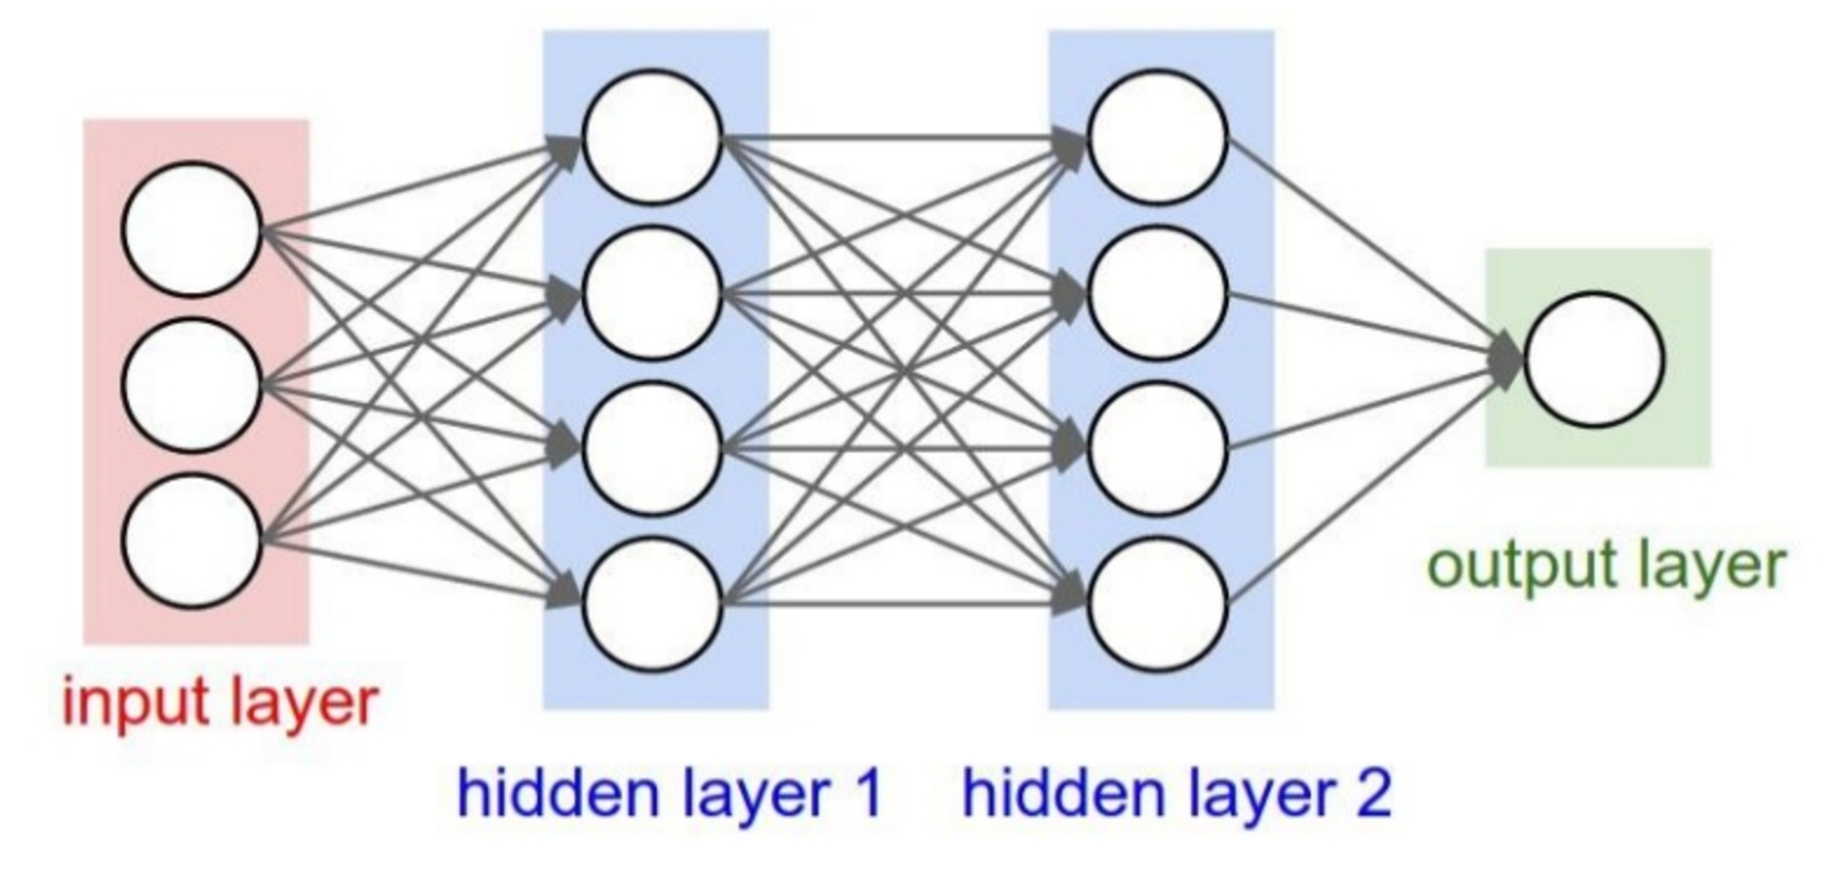 input layer
hidden layer 1
hidden layer 2
output layer